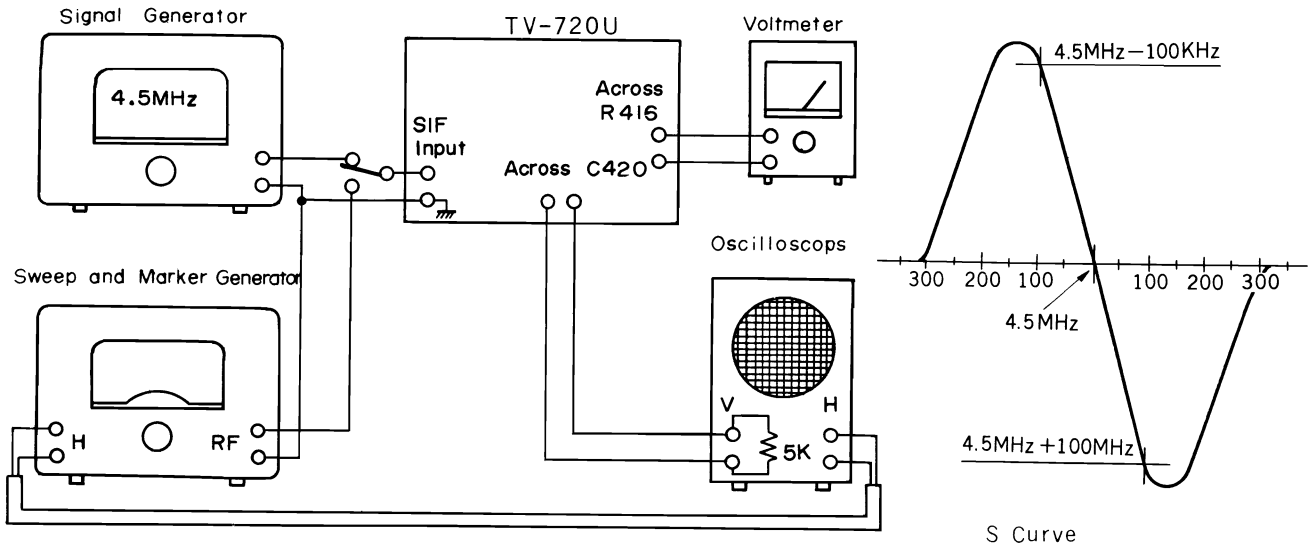 Signal Generator
4.5MHz
TV-720U
SIF
Input
Across
R416
Across C420
Voltmeter
Sweep and Marker Generator
H
RF
Oscilloscops
V
H
5K
4.5MHz−100KHz
300 200 100 100 200 300
4.5MHz
4.5MHz+100MHz
S Curve